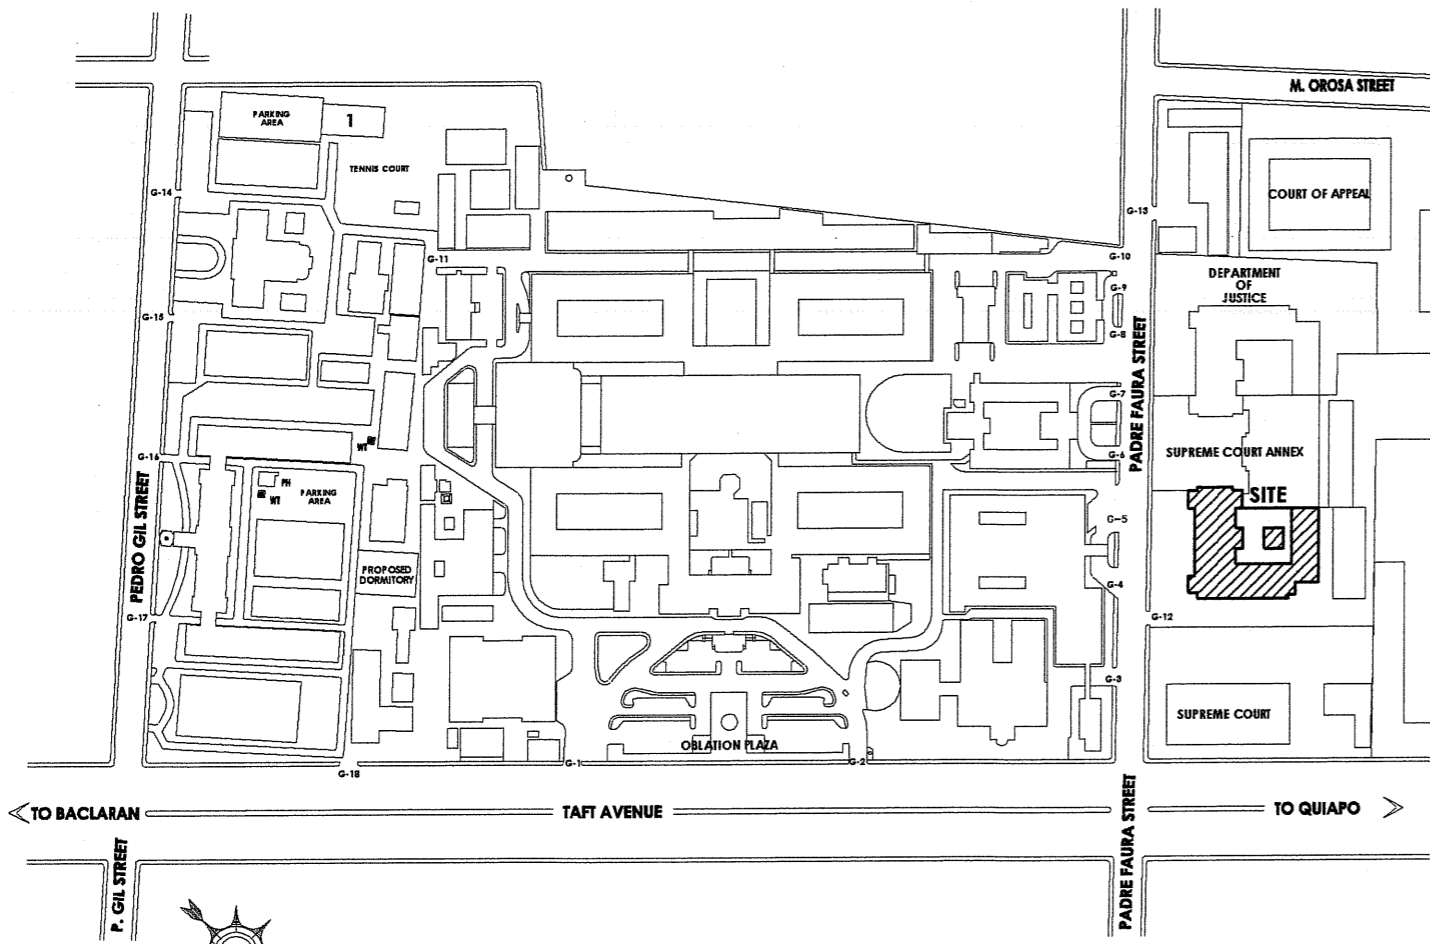 M. OROSA STREET
PARKING
AREA
1
TENNIS COURT
G-14
COURT OF APPEAL
G-13
G-11
G-10
DEPARTMENT
OF
JUSTICE
G-9
G-15
G-8
PADRE FAURA STREET
G-7
WT
G-16
G-6
SUPREME COURT ANNEX
PH
WT
PARKING
AREA
SITE
G-5
PEDRO GIL STREET
PROPOSED
DORMITORY
G-4
G-17
G-12
G-3
SUPREME COURT
OBLATION PLAZA
G-18
G-1
G-2
TO BACLARAN
TAFT AVENUE
TO QUIAPO
P. GIL STREET
PADRE FAURA STREET